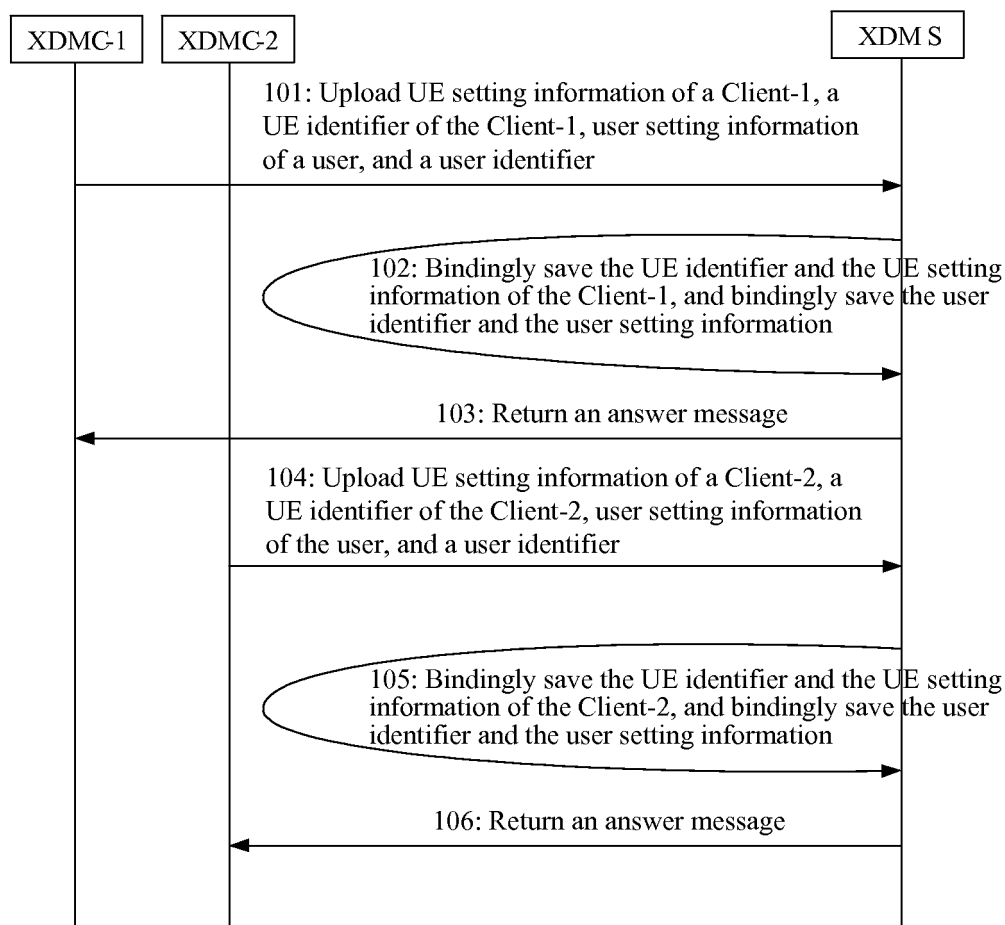 XDMC-1
XDMC-2
XDM S
101: Upload UE setting information of a Client-1, a
UE identifier of the Client-1, user setting information
of a user, and a user identifier
102: Bindingly save the UE identifier and the UE setting
information of the Client-1, and bindingly save the user
identifier and the user setting information
103: Return an answer message
104: Upload UE setting information of a Client-2, a
UE identifier of the Client-2, user setting information
of the user, and a user identifier
105: Bindingly save the UE identifier and the UE setting
information of the Client-2, and bindingly save the user
identifier and the user setting information
106: Return an answer message